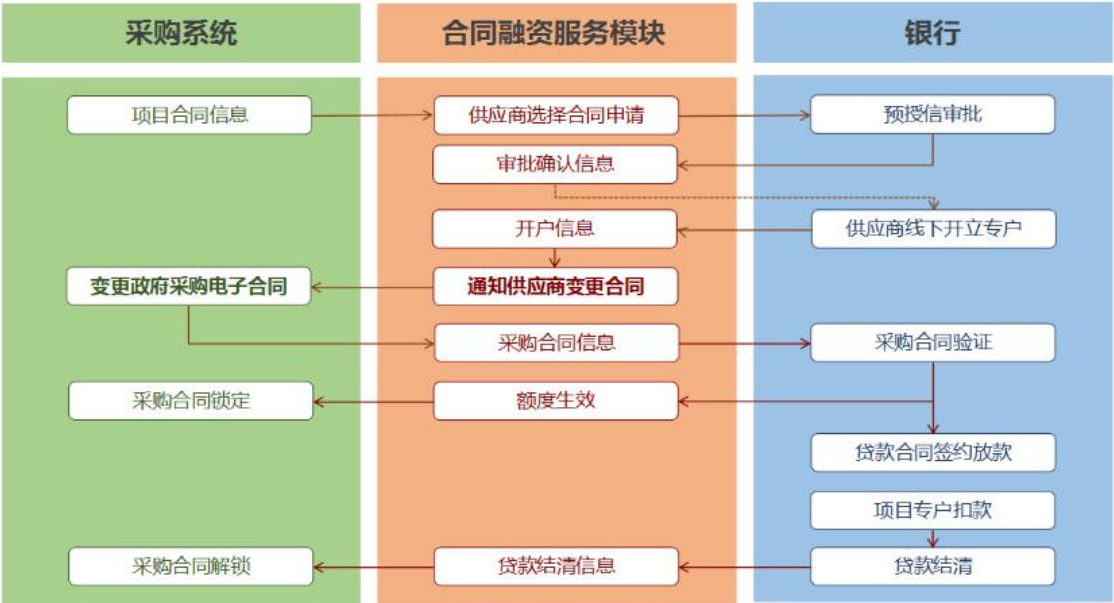 采购系统
合同融资服务模块
银行
项目合同信息
供应商选择合同申请
预授信审批
审批确认信息
开户信息
供应商线下开立专户
变更政府采购电子合同
通知供应商变更合同
采购合同信息
采购合同验证
采购合同锁定
额度生效
贷款合同签约放款
项目专户扣款
采购合同解锁
贷款结清信息
贷款结清